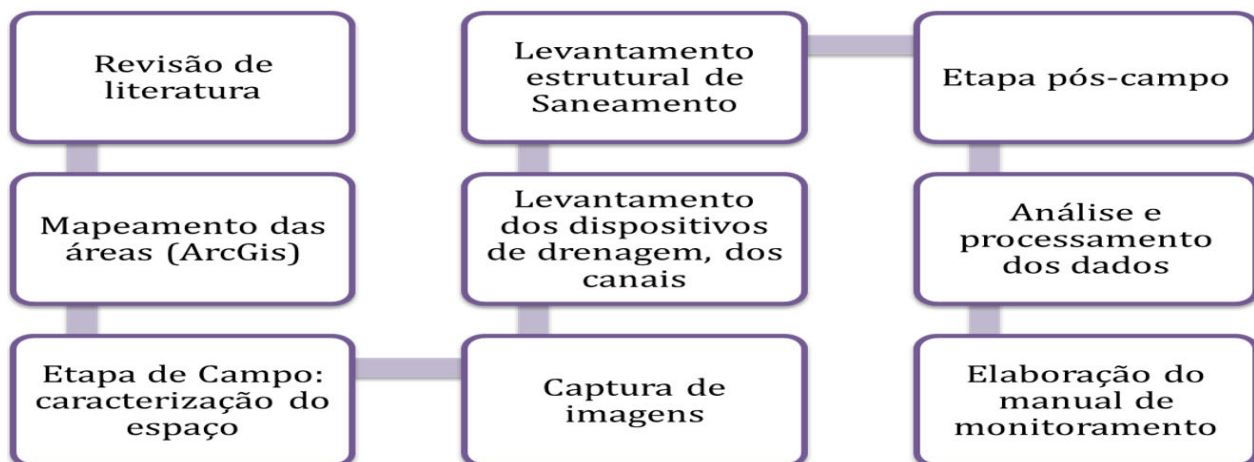 Revisão de
literatura
Mapeamento das
áreas (ArcGis)
Etapa de Campo:
caracterização do
espaço
Captura de
imagens
Levantamento
dos dispositivos
de drenagem, dos
canais
Levantamento
estrutural de
Saneamento
Etapa pós-campo
Análise e
processamento
dos dados
Elaboração do
manual de
monitoramento